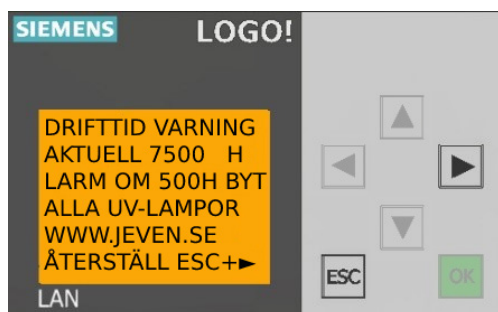 SIEMENS LOGO!
DRIFTTID VARNING
AKTUELL 7500 H
LARM OM 500H BYT
ALLA UV-LAMPOR
WWW.JEVEN.SE
ÅTERSTÄLL ESC+►
ESC
OK
LAN